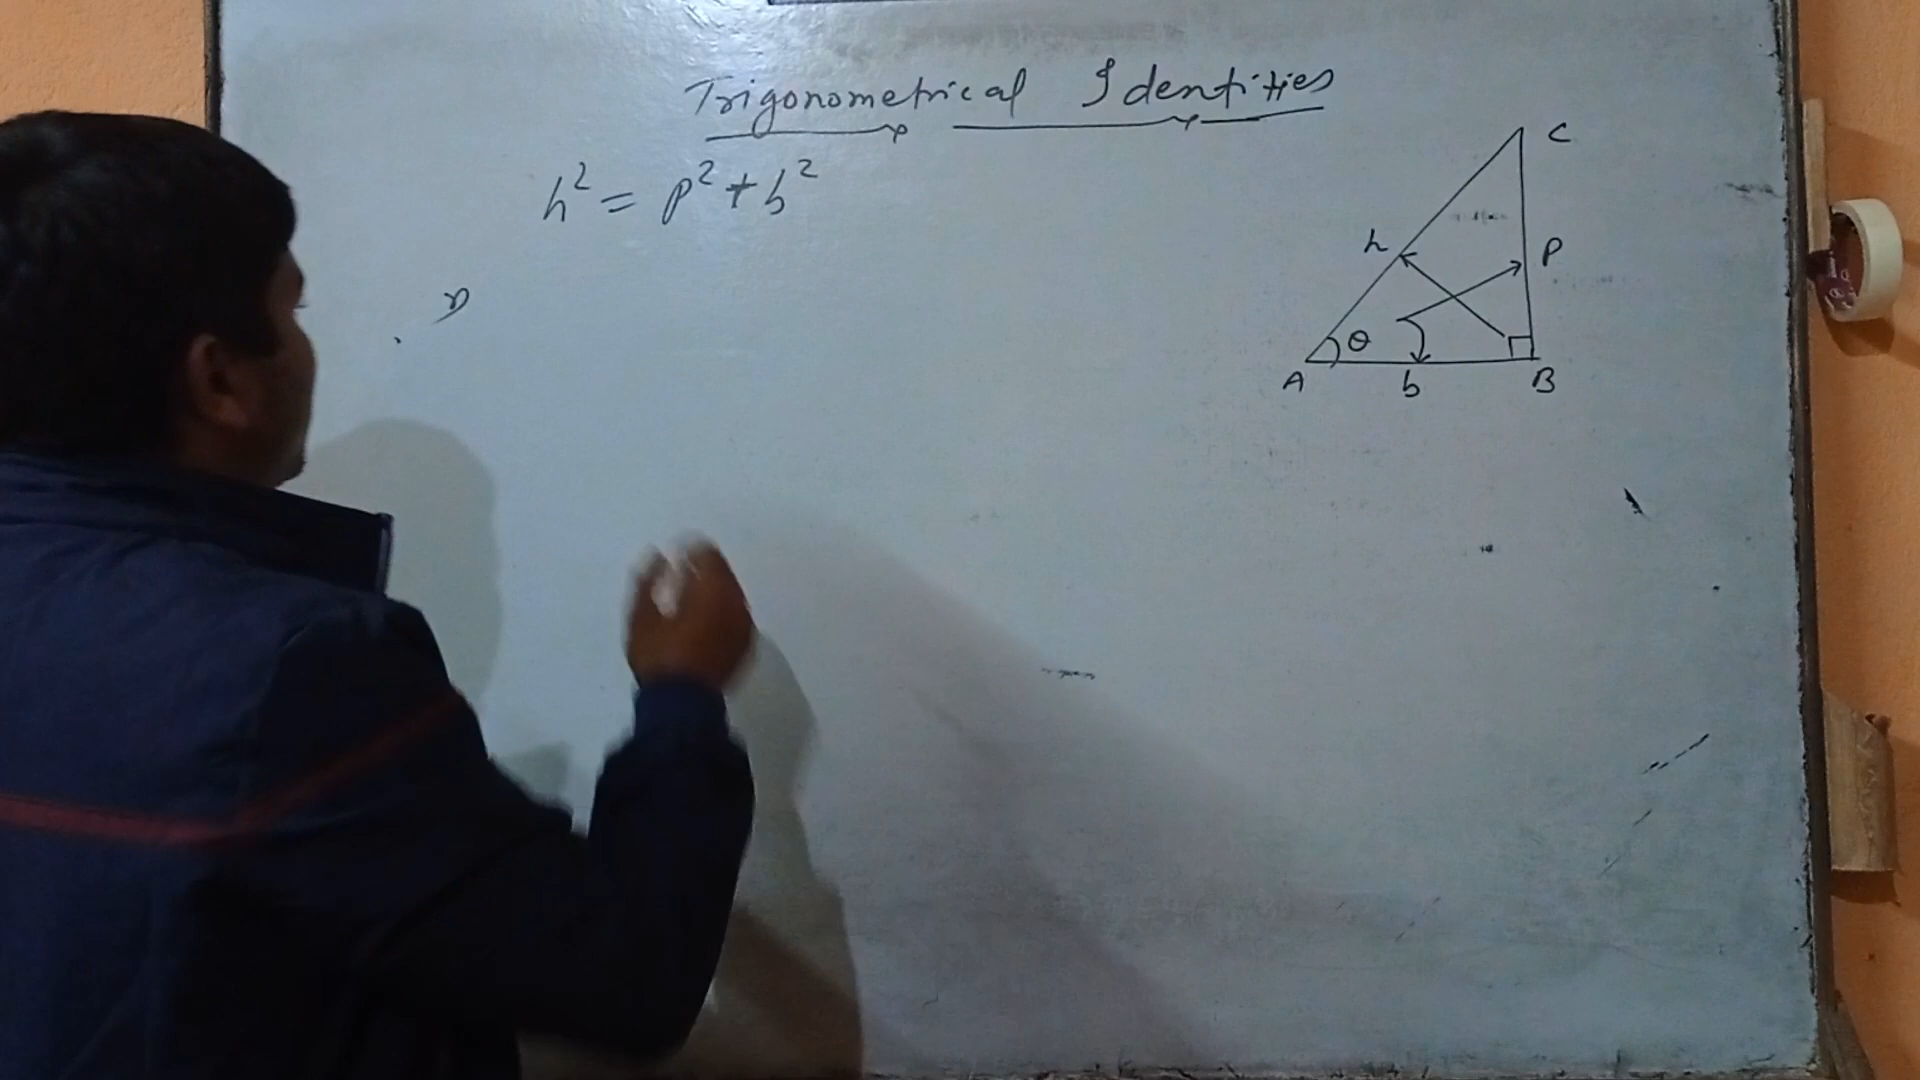 Trigonometrical Identities
h² = p² + b²
C
h
P
θ
A
b
B